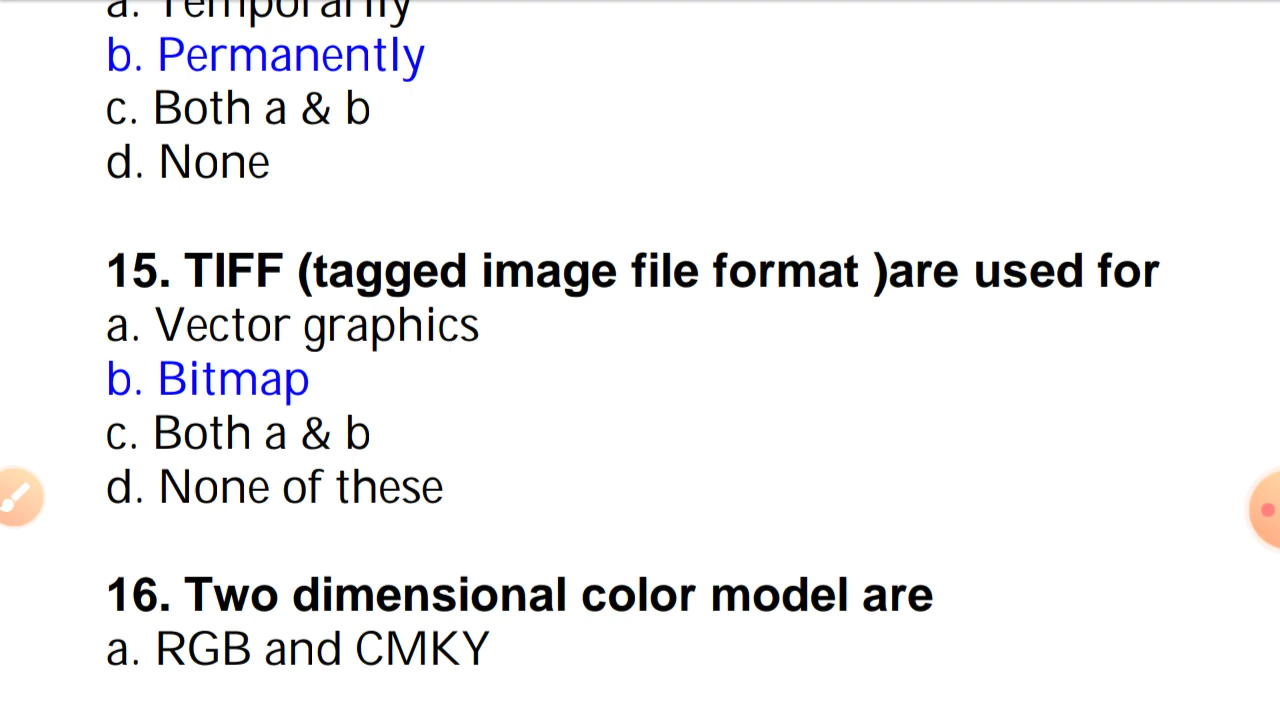 a. Temporarily
b. Permanently
c. Both a & b
d. None
15. TIFF (tagged image file format )are used for
a. Vector graphics
b. Bitmap
c. Both a & b
d. None of these
16. Two dimensional color model are
a. RGB and CMKY